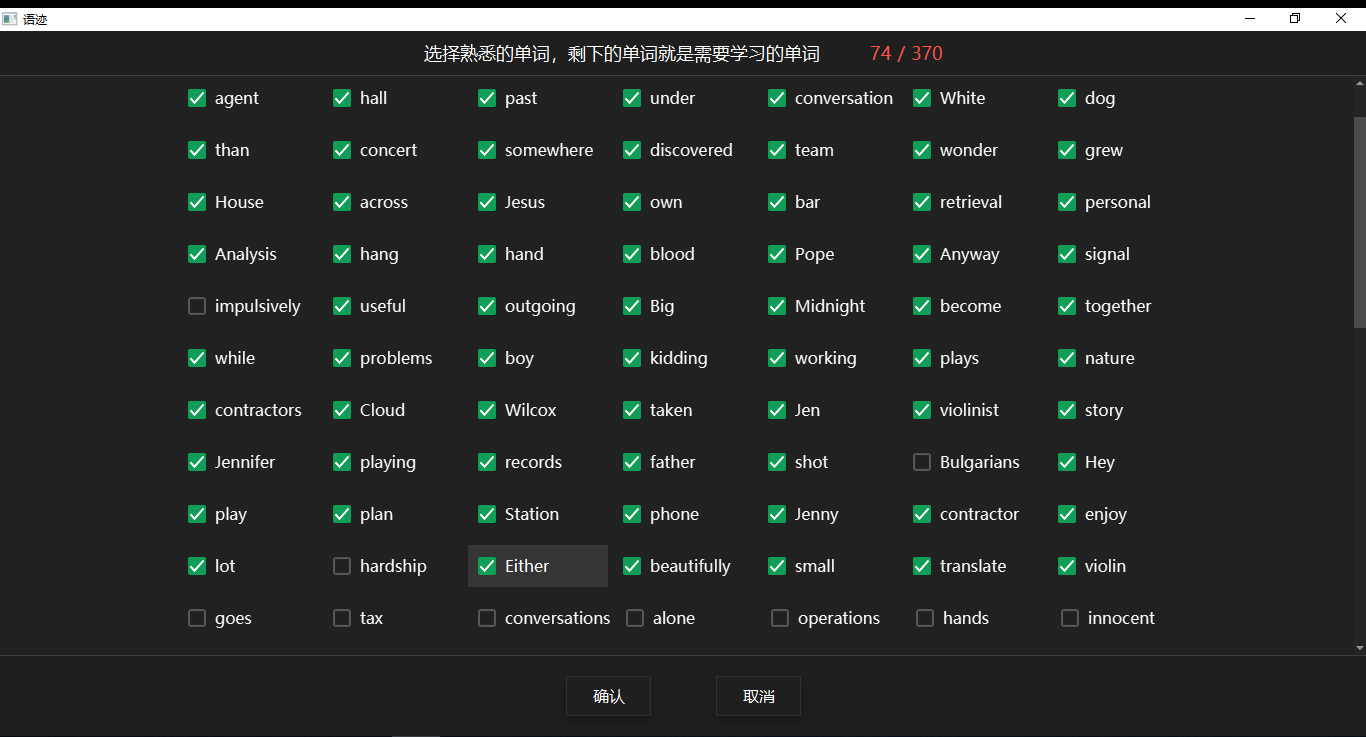 语迹
选择熟悉的单词，剩下的单词就是需要学习的单词 74 / 370
agent hall past under conversation White dog
than concert somewhere discovered team wonder grew
House across Jesus own bar retrieval personal
Analysis hang hand blood Pope Anyway signal
impulsively useful outgoing Big Midnight become together
while problems boy kidding working plays nature
contractors Cloud Wilcox taken Jen violinist story
Jennifer playing records father shot Bulgarians Hey
play plan Station phone Jenny contractor enjoy
lot hardship Either beautifully small translate violin
goes tax conversations alone operations hands innocent
确认 取消